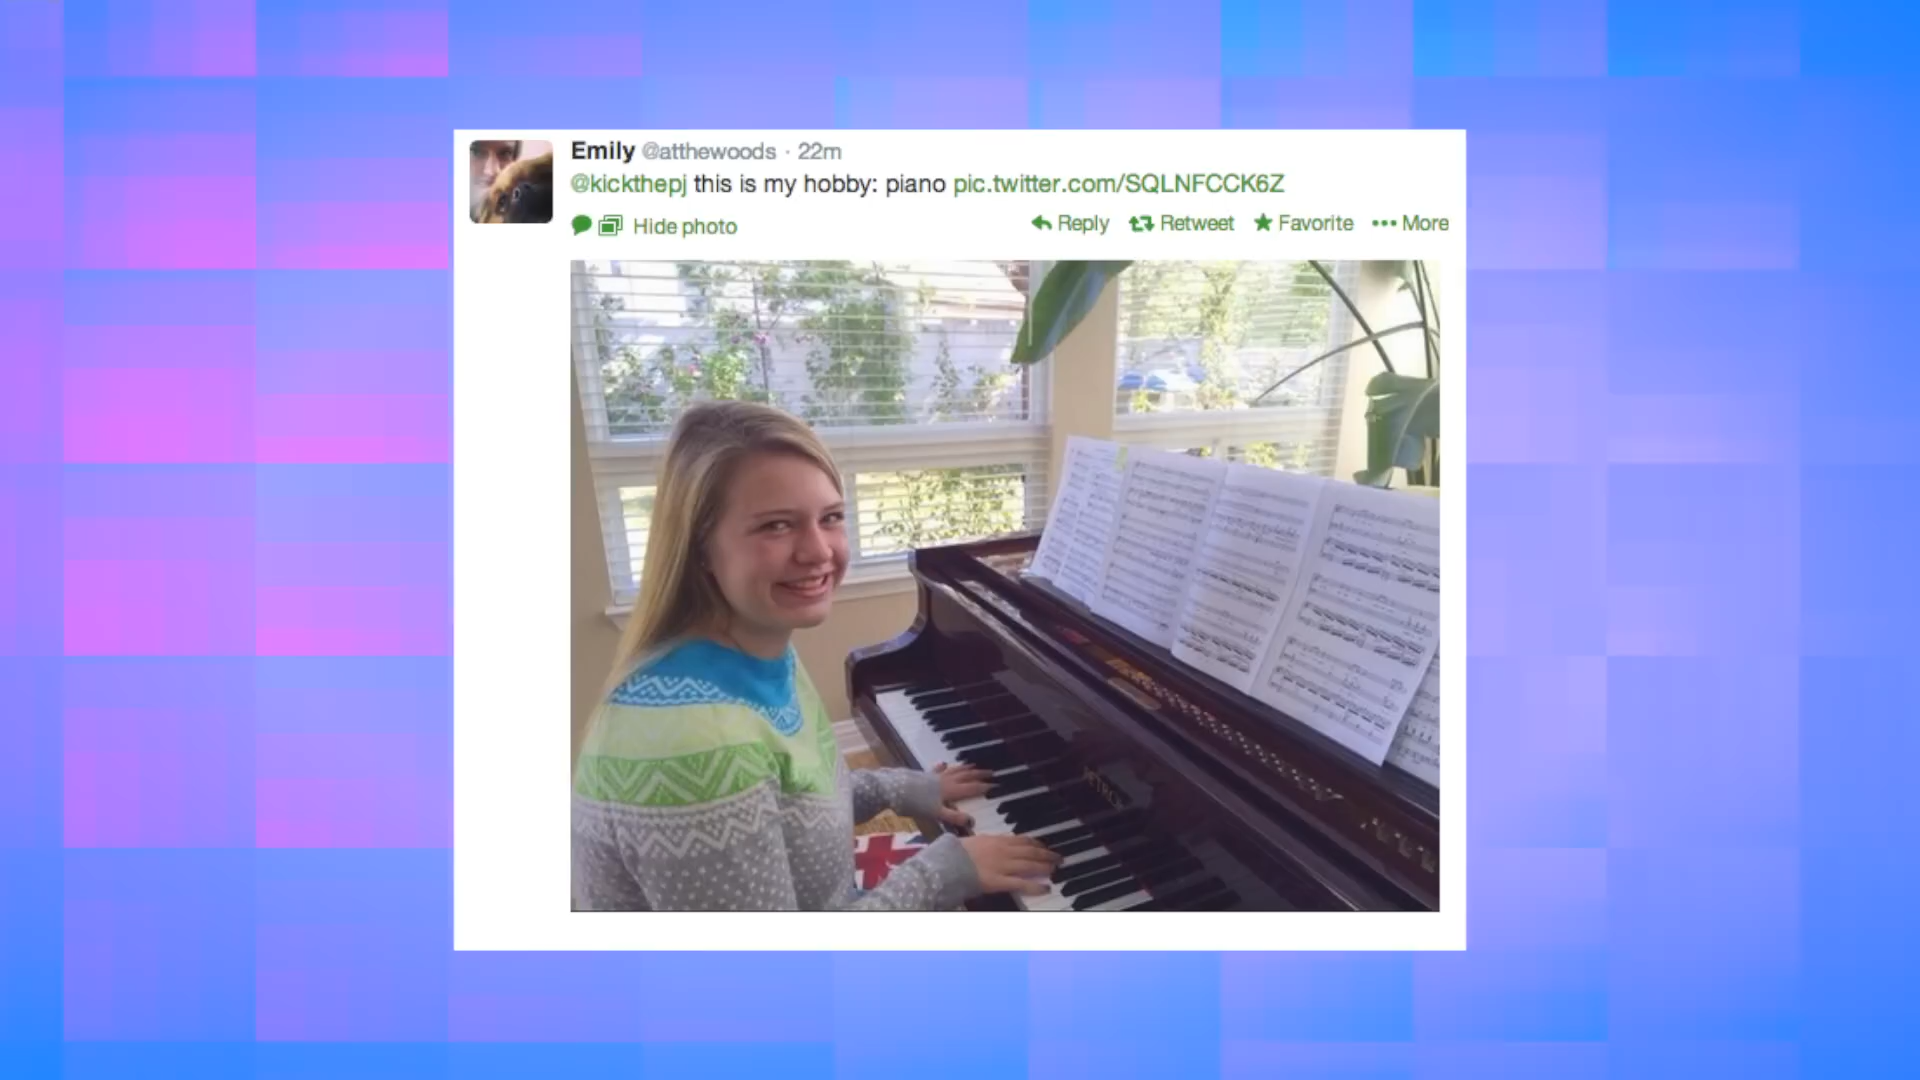 Emily @atthewoods · 22m
@kickthepj this is my hobby: piano pic.twitter.com/SQLNFCCK6Z
Hide photo Reply Retweet Favorite More
PETROF